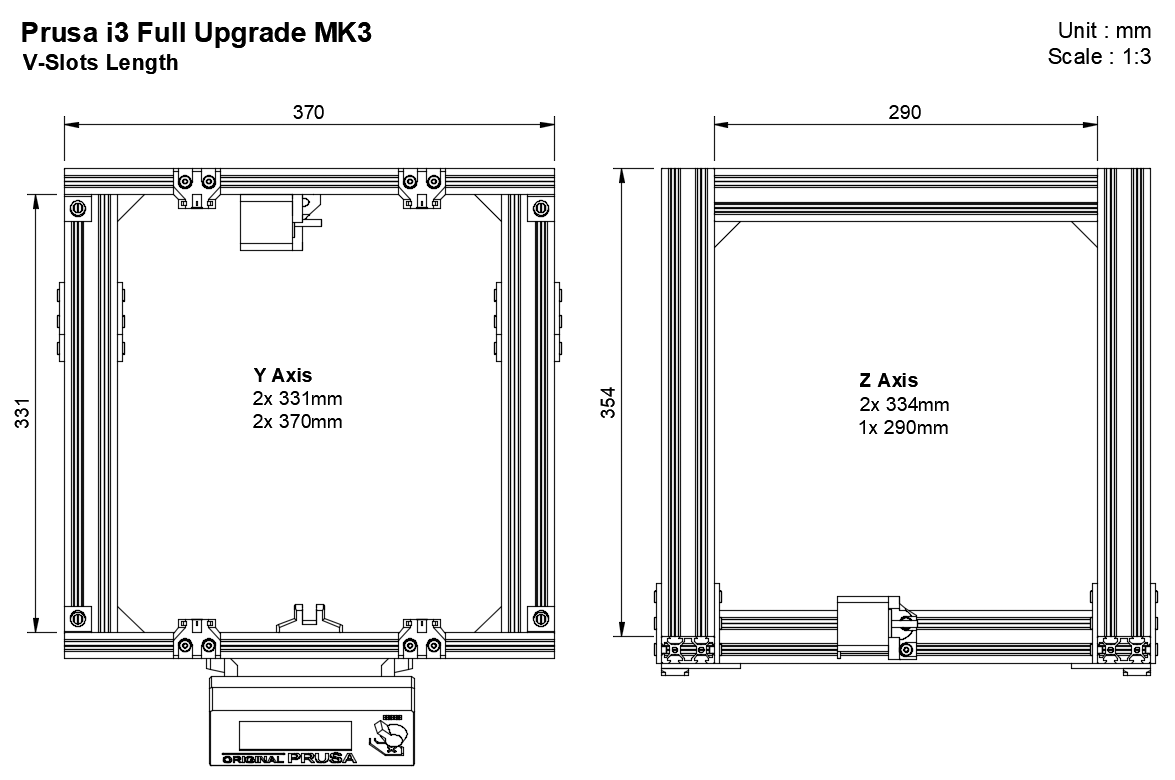 Prusa i3 Full Upgrade MK3
V-Slots Length
Unit : mm
Scale : 1:3
370
290
331
354
Y Axis
2x 331mm
2x 370mm
Z Axis
2x 334mm
1x 290mm
ORIGINAL PRUSA